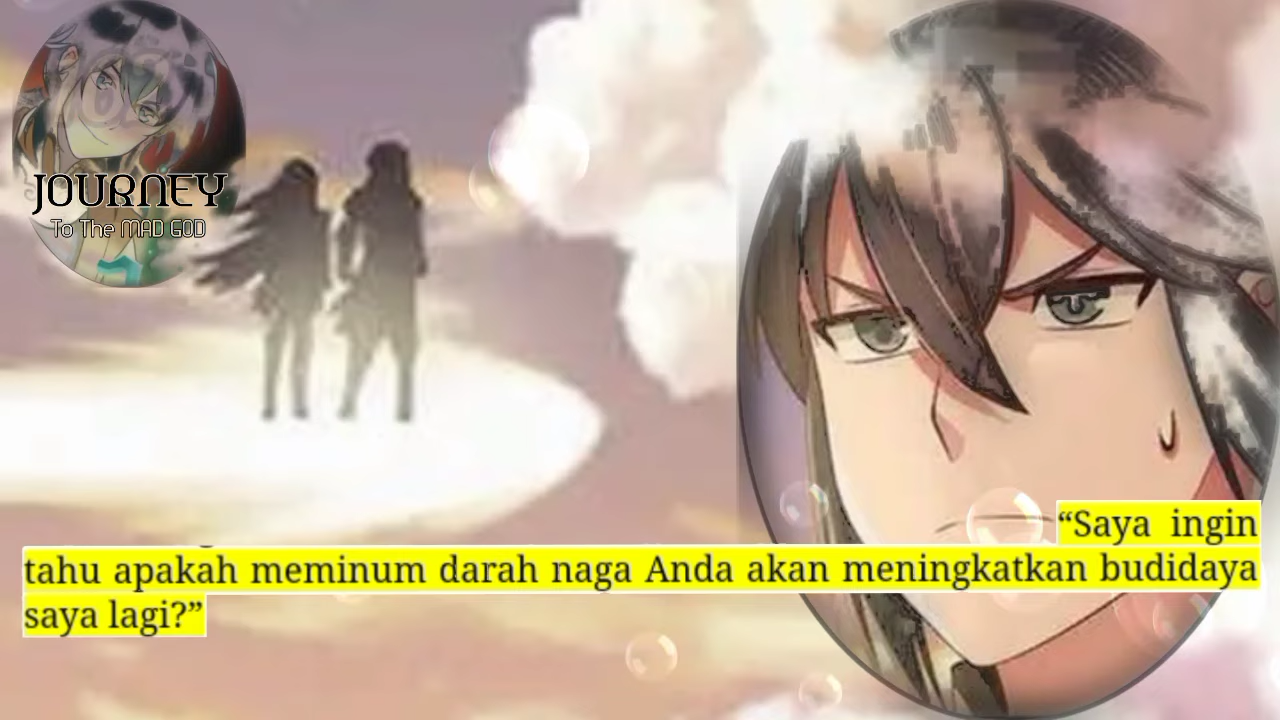 JOURNEY
To The MAD GOD
“Saya ingin
tahu apakah meminum darah naga Anda akan meningkatkan budidaya
saya lagi?”